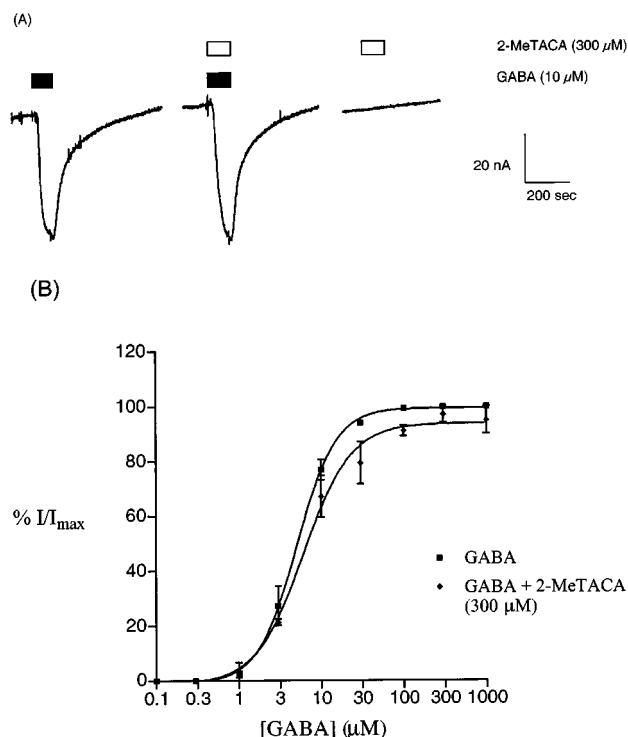 (A)
2-MeTACA (300 µM)
GABA (10 µM)
20 nA
200 sec
(B)
120
100
80
60
40
20
0
% I/Imax
0.1 0.3 1 3 10 30 100 300 1000
[GABA] (µM)
GABA
GABA + 2-MeTACA
(300 µM)